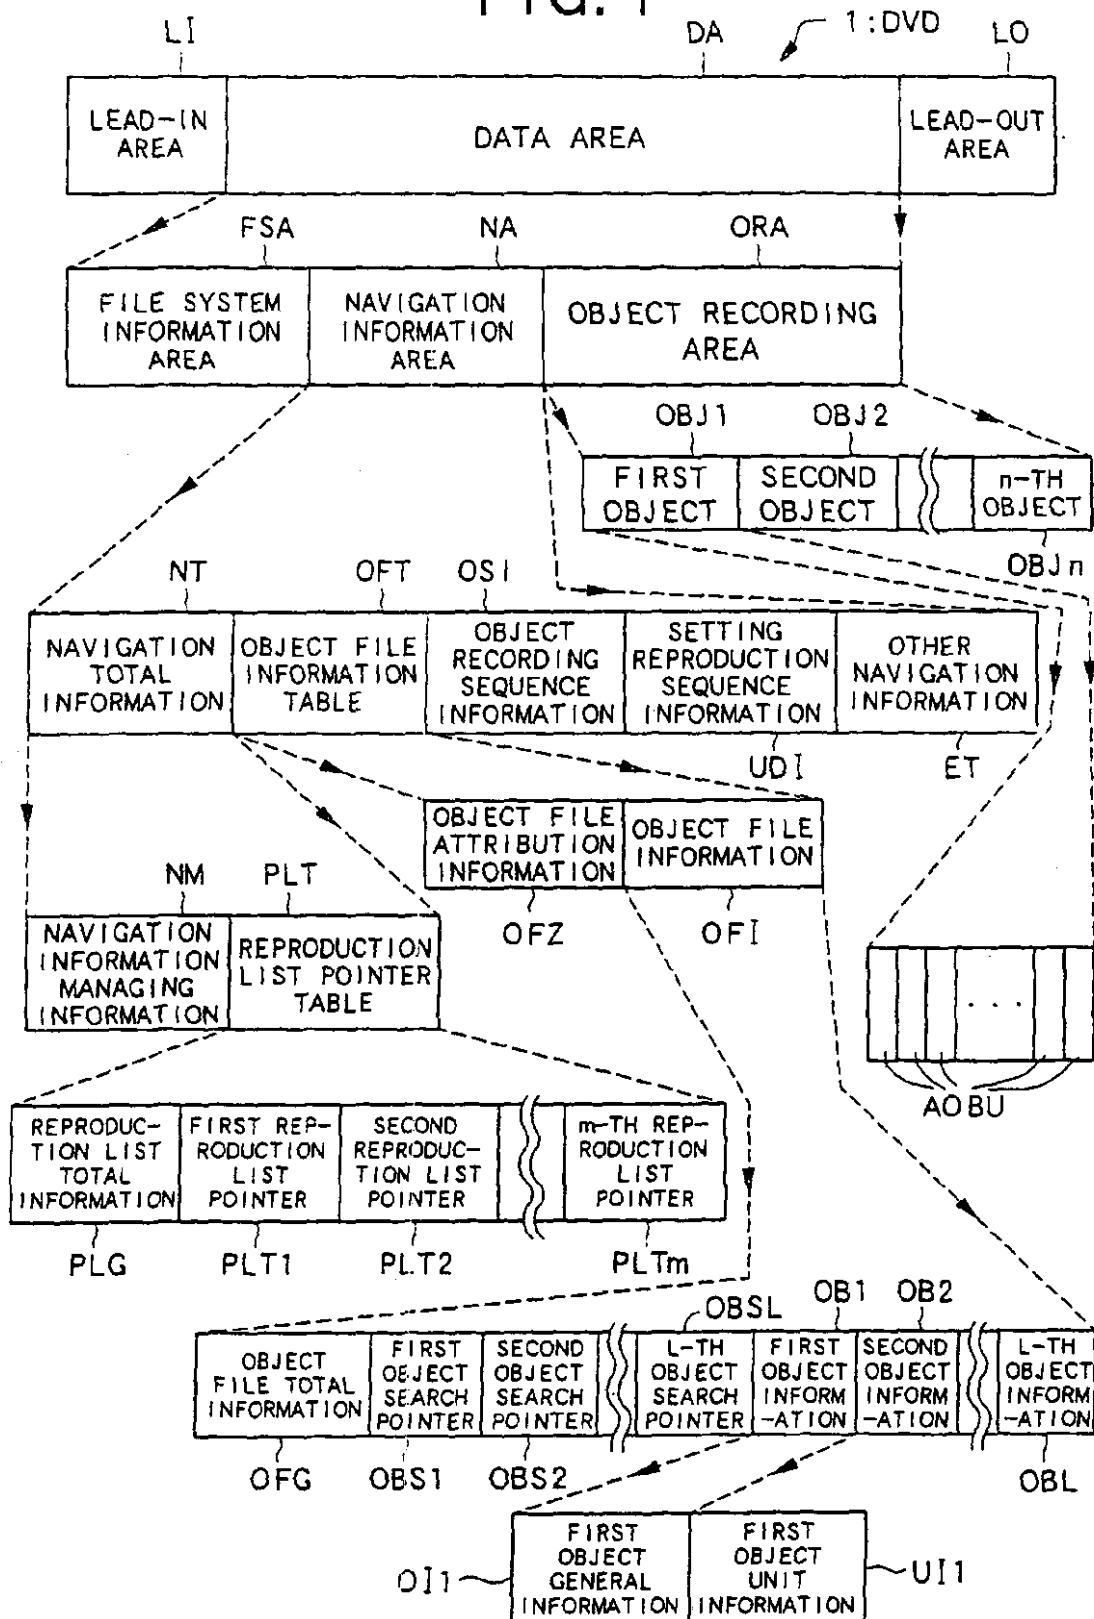 FIG. 1
1:DVD
LI
DA
LO
LEAD-IN
AREA
DATA AREA
LEAD-OUT
AREA
FSA
NA
ORA
FILE SYSTEM
INFORMATION
AREA
NAVIGATION
INFORMATION
AREA
OBJECT RECORDING
AREA
OBJ1
OBJ2
FIRST
OBJECT
SECOND
OBJECT
n-TH
OBJECT
OBJn
NT
OFT
OSI
NAVIGATION
TOTAL
INFORMATION
OBJECT FILE
INFORMATION
TABLE
OBJECT
RECORDING
SEQUENCE
INFORMATION
SETTING
REPRODUCTION
SEQUENCE
INFORMATION
OTHER
NAVIGATION
INFORMATION
UDI
ET
OBJECT FILE
ATTRIBUTION
INFORMATION
OBJECT FILE
INFORMATION
OFZ
OFI
NM
PLT
NAVIGATION
INFORMATION
MANAGING
INFORMATION
REPRODUCTION
LIST POINTER
TABLE
. . .
AOBU
REPRODUC-
TION LIST
TOTAL
INFORMATION
FIRST REP-
RODUCTION
LIST
POINTER
SECOND
REPRODUC-
TION LIST
POINTER
m-TH REP-
RODUCTION
LIST
POINTER
PLG
PLT1
PLT2
PLTm
OBSL
OB1
OB2
OBJECT
FILE TOTAL
INFORMATION
FIRST
OBJECT
SEARCH
POINTER
SECOND
OBJECT
SEARCH
POINTER
L-TH
OBJECT
SEARCH
POINTER
FIRST
OBJECT
INFORM
-ATION
SECOND
OBJECT
INFORM
-ATION
L-TH
OBJECT
INFORM
-ATION
OFG
OBS1
OBS2
OBL
OI1
FIRST
OBJECT
GENERAL
INFORMATION
FIRST
OBJECT
UNIT
INFORMATION
UI1